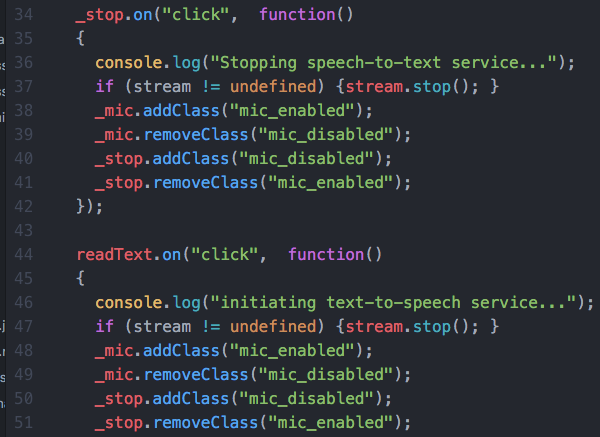 34 _stop.on("click",  function()
35 {
36 console.log("Stopping speech-to-text service...");
37 if (stream != undefined) {stream.stop(); }
38 _mic.addClass("mic_enabled");
39 _mic.removeClass("mic_disabled");
40 _stop.addClass("mic_disabled");
41 _stop.removeClass("mic_enabled");
42 });
43
44 readText.on("click",  function()
45 {
46 console.log("initiating text-to-speech service...");
47 if (stream != undefined) {stream.stop(); }
48 _mic.addClass("mic_enabled");
49 _mic.removeClass("mic_disabled");
50 _stop.addClass("mic_disabled");
51 _stop.removeClass("mic_enabled");